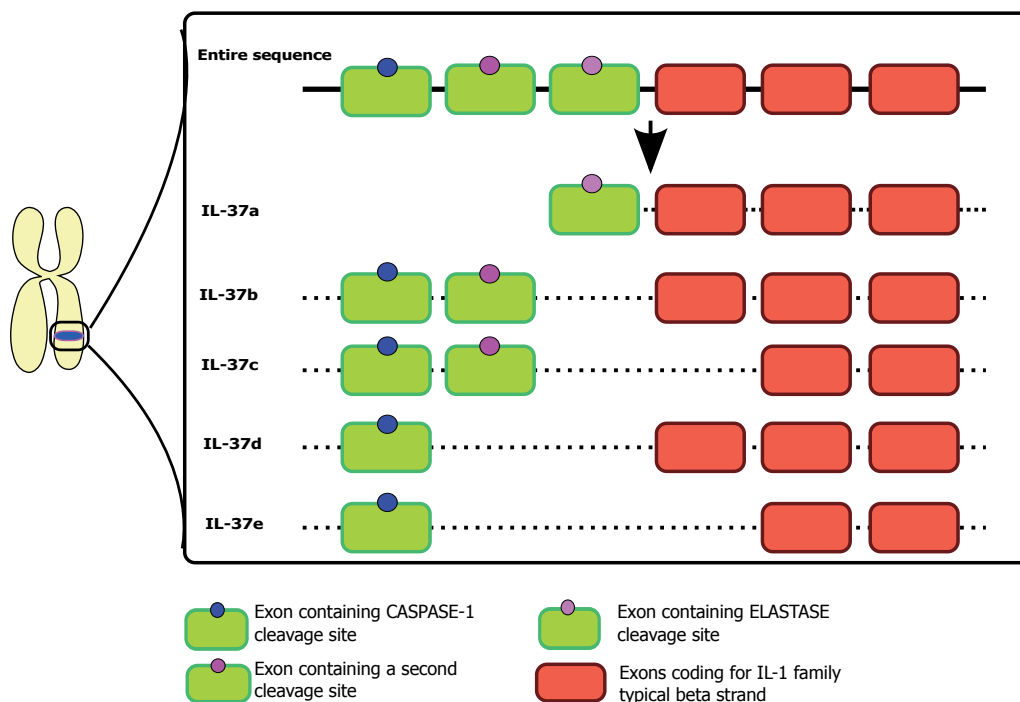 Entire sequence
IL-37a
IL-37b
IL-37c
IL-37d
IL-37e
Exon containing CASPASE-1
cleavage site
Exon containing a second
cleavage site
Exon containing ELASTASE
cleavage site
Exons coding for IL-1 family
typical beta strand